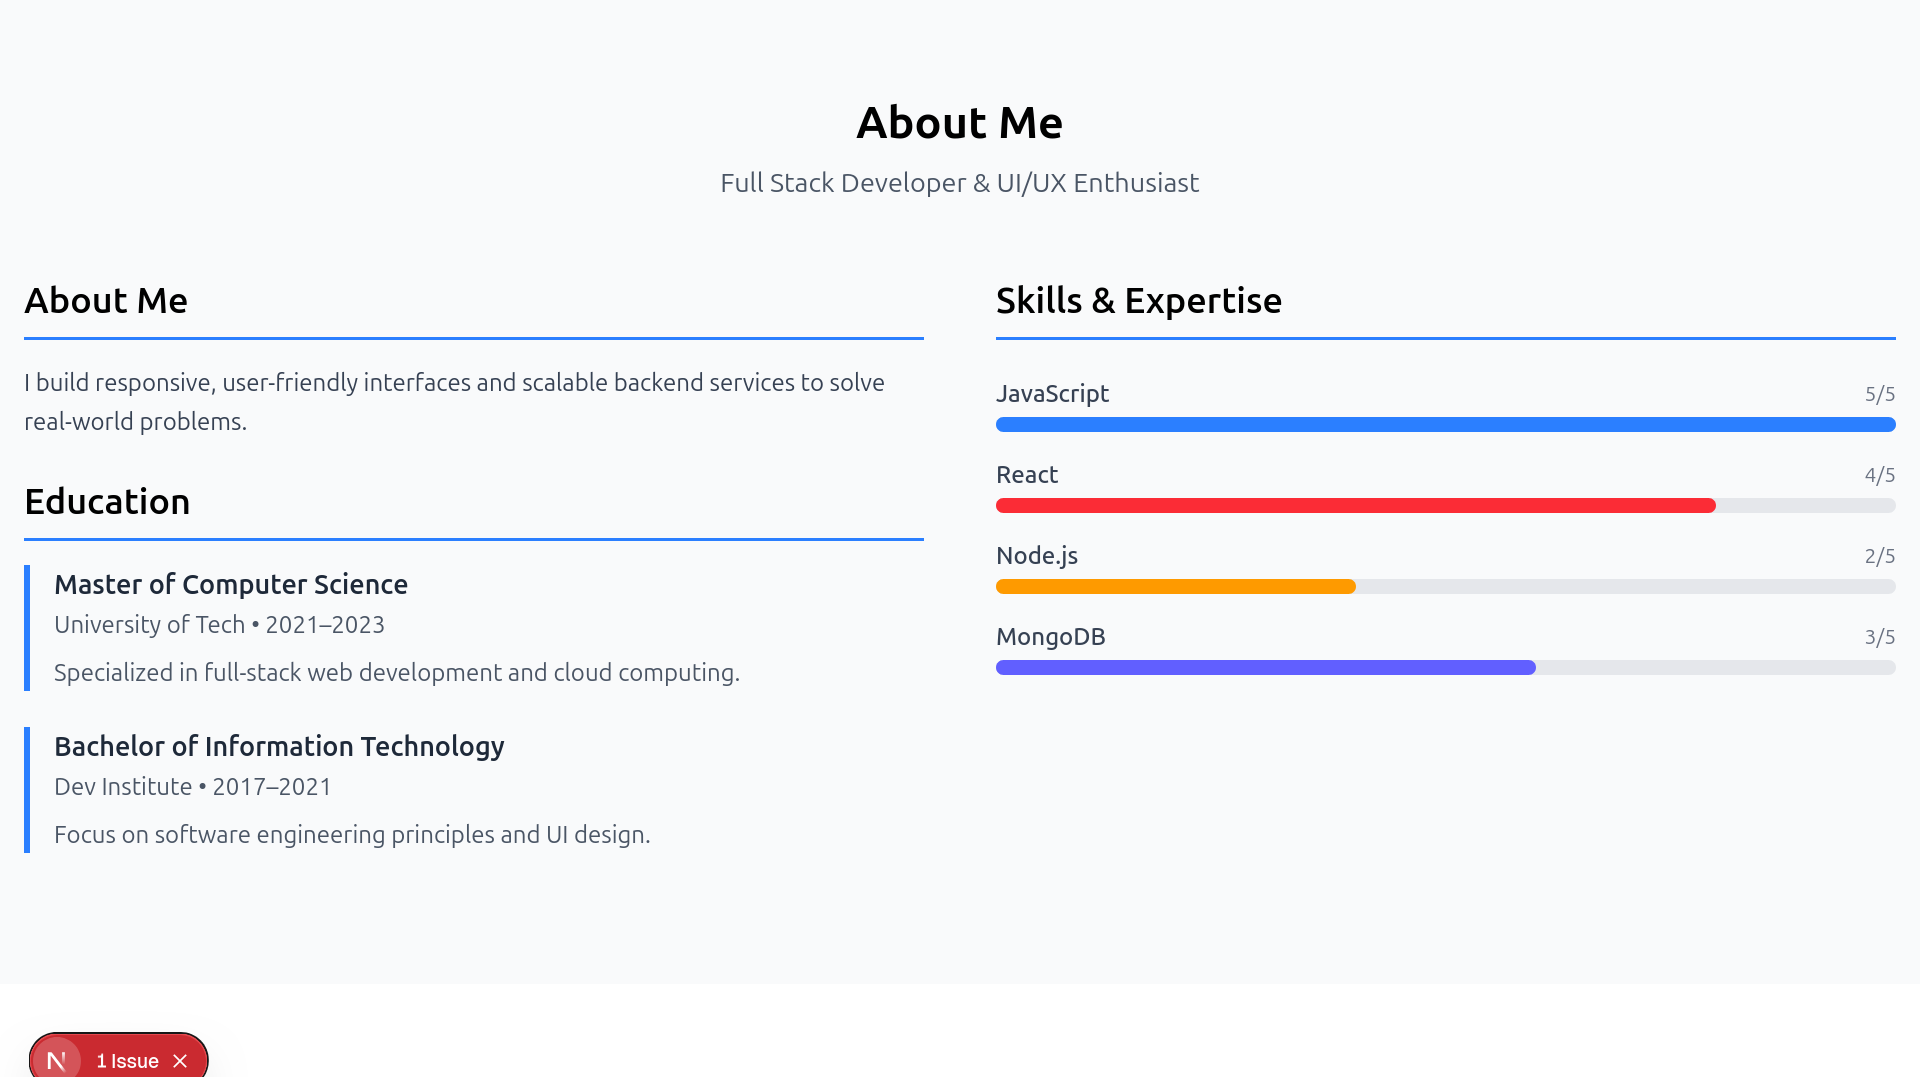 About Me
Full Stack Developer & UI/UX Enthusiast
About Me
I build responsive, user-friendly interfaces and scalable backend services to solve
real-world problems.
Education
Master of Computer Science
University of Tech • 2021–2023
Specialized in full-stack web development and cloud computing.
Bachelor of Information Technology
Dev Institute • 2017–2021
Focus on software engineering principles and UI design.
Skills & Expertise
JavaScript 5/5
React 4/5
Node.js 2/5
MongoDB 3/5
N 1 Issue